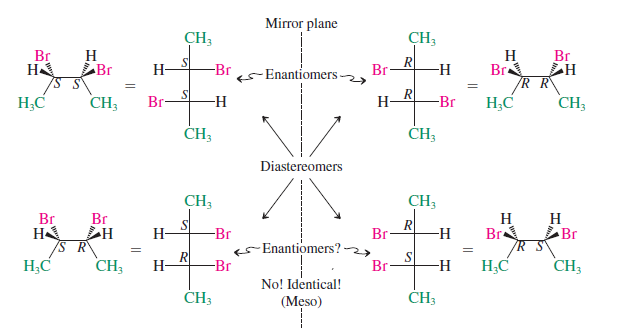 Mirror plane
CH3 CH3
Br H S R H Br
H Br H Br Enantiomers Br H Br H
S S = = R R
H3C CH3 Br S H H R Br H3C CH3
CH3 CH3
Diastereomers
CH3 CH3
Br Br S R H H
H H H Br Enantiomers? Br H Br Br
S R = = R S
H3C CH3 H R Br No! Identical! Br S H H3C CH3
CH3 (Meso) CH3